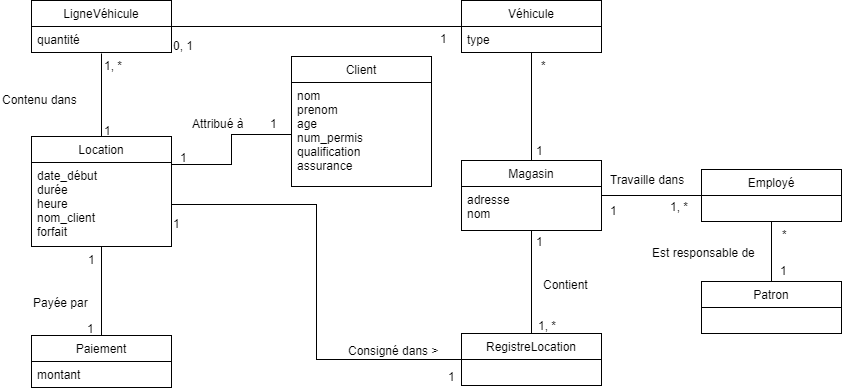 LigneVéhicule
quantité
0, 1
1
Véhicule
type
1, *
Contenu dans
1
*
Client
nom
prenom
age
num_permis
qualification
assurance
Attribué à
1
1
Location
date_début
durée
heure
nom_client
forfait
1
1
1
Magasin
adresse
nom
Travaille dans
1
1, *
Employé
*
Est responsable de
1
Patron
1
Contient
1, *
Payée par
1
Paiement
montant
Consigné dans >
1
RegistreLocation